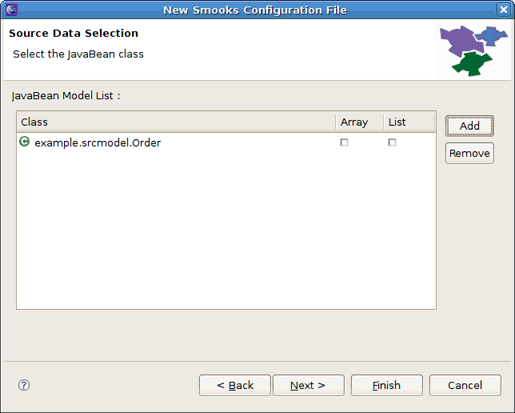 New Smooks Configuration File
Source Data Selection
Select the JavaBean class
JavaBean Model List :
Class Array List
C example.srcmodel.Order
Add
Remove
? < Back Next > Finish Cancel